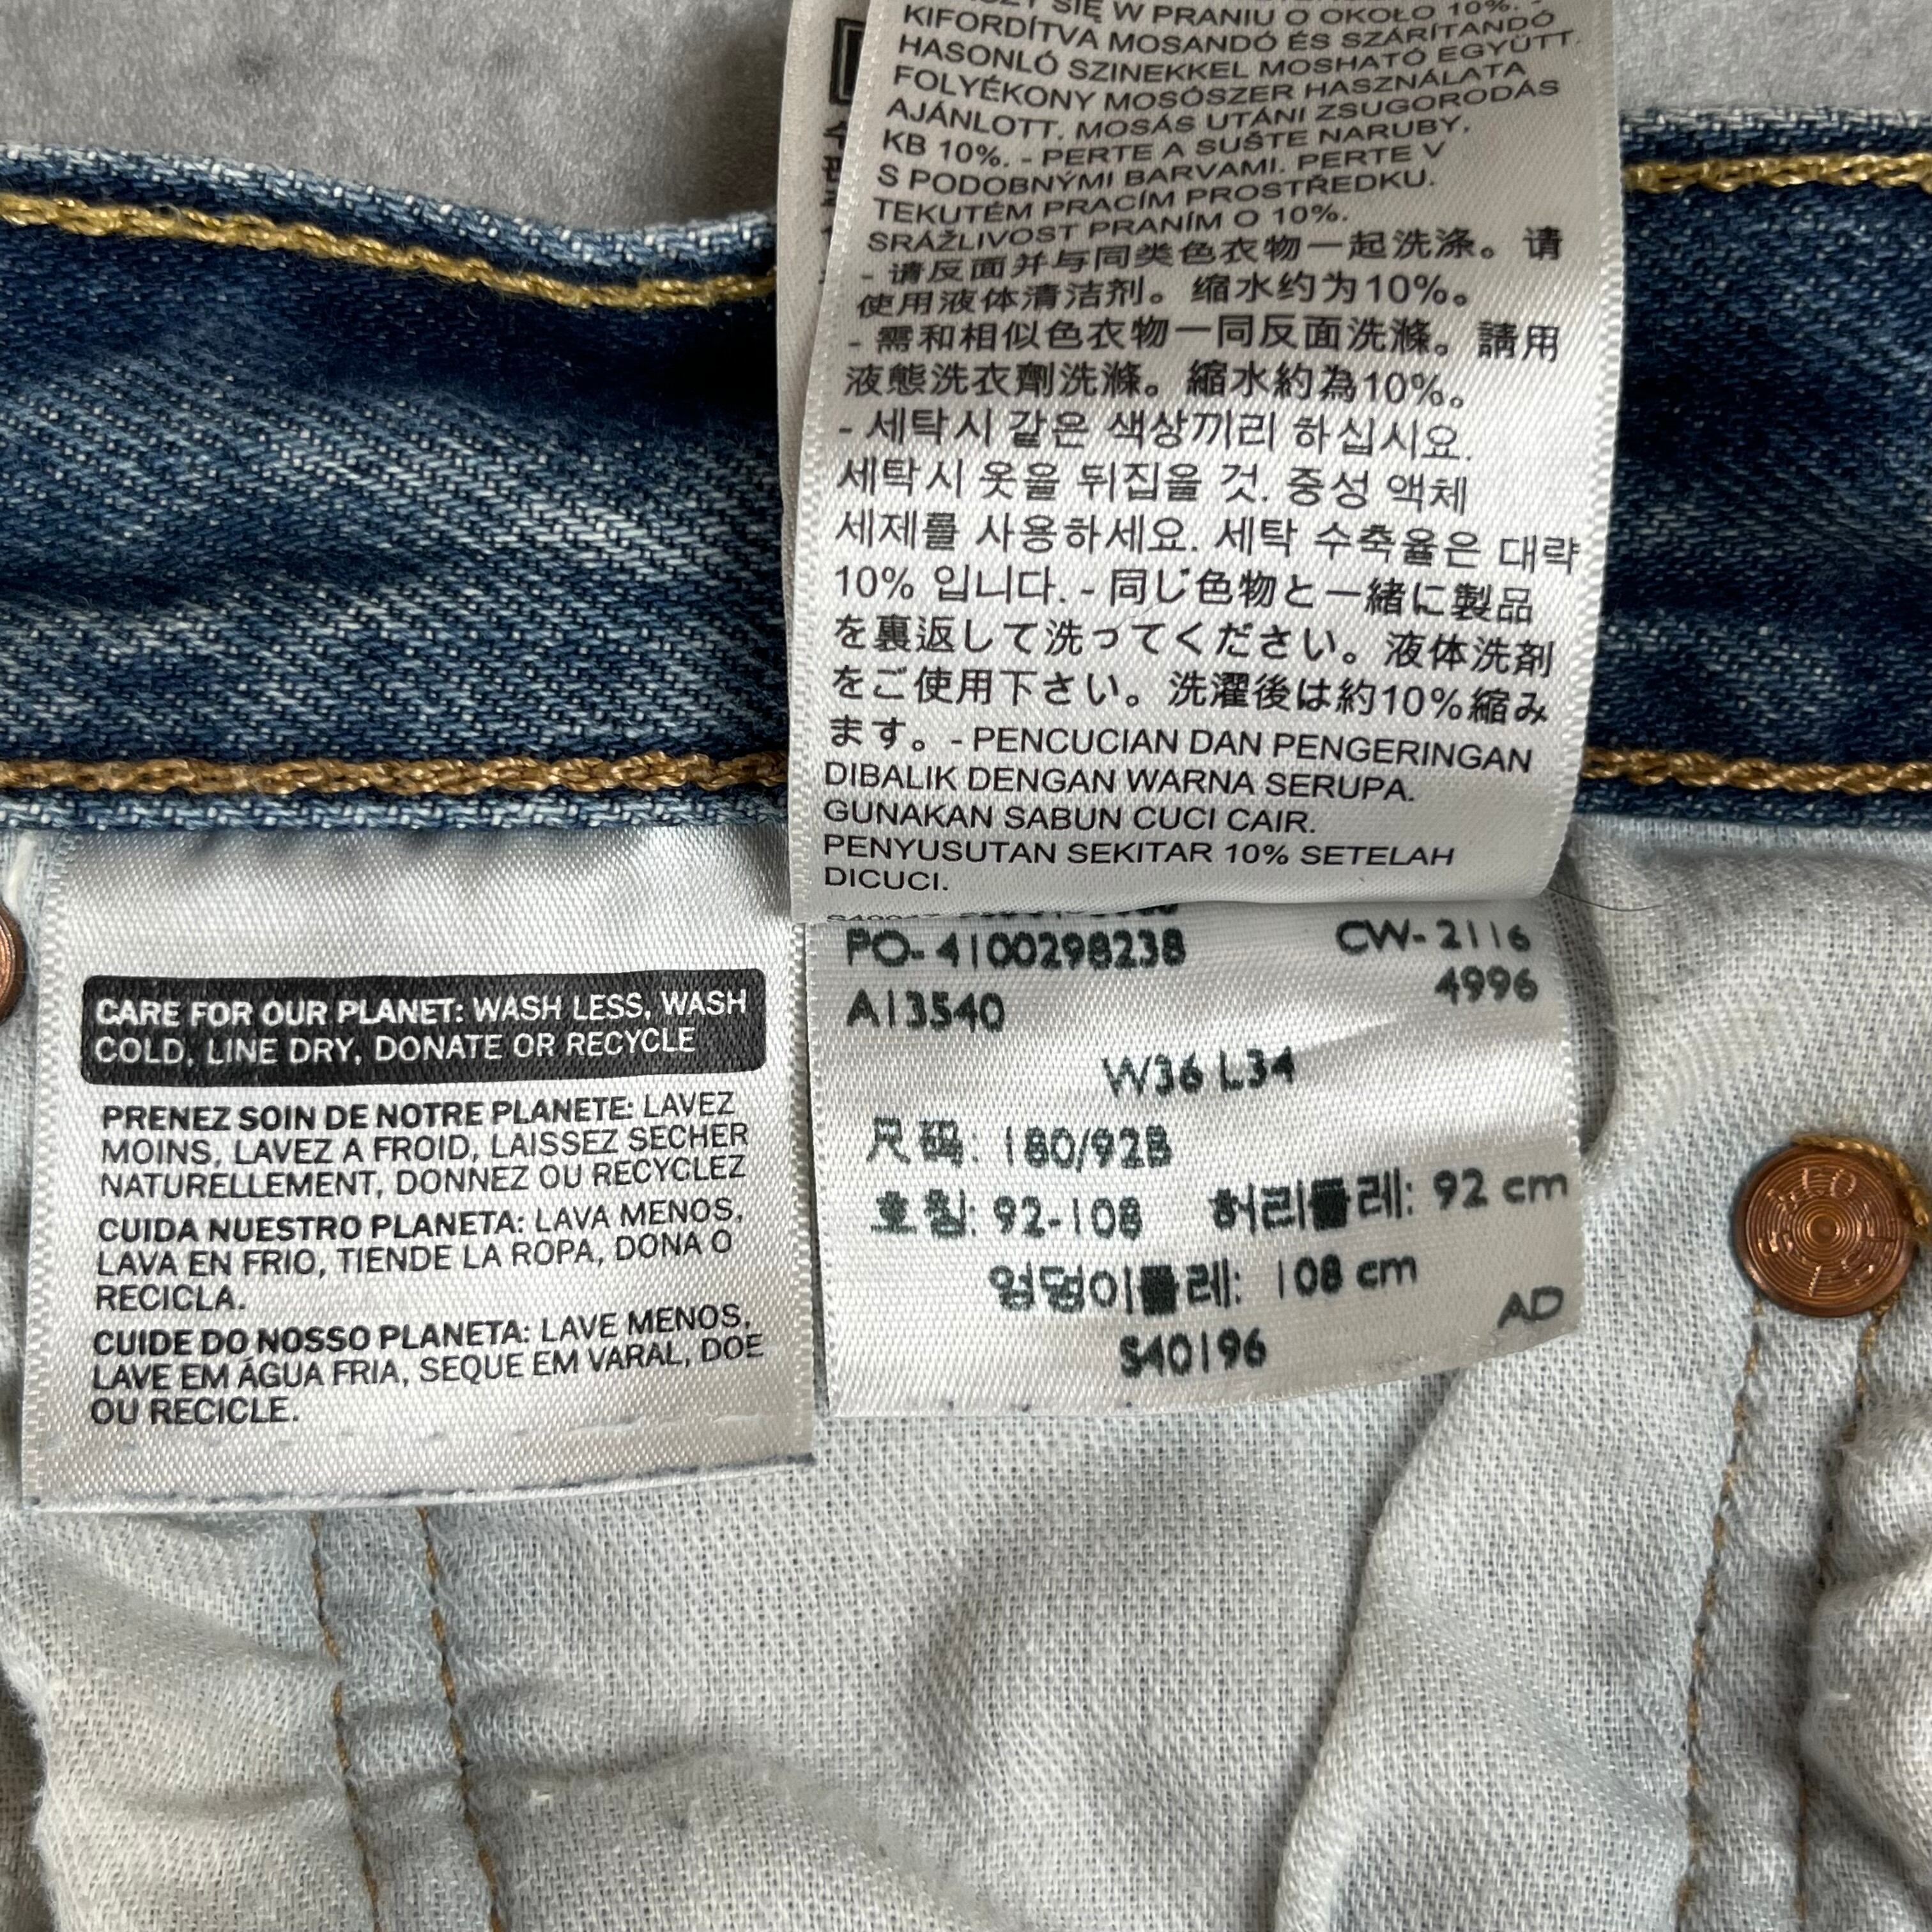 SIĘ W PRANIU O OKOŁO 10%. -
KIFORDÍTVA MOSANDÓ ÉS SZÁRÍTANDÓ
HASONLÓ SZINEKKEL MOSHATÓ EGYÜTT.
FOLYÉKONY MOSÓSZER HASZNÁLATA
AJÁNLOTT. MOSÁS UTÁNI ZSUGORODÁS
KB 10%. - PERTE A SUŠTE NARUBY,
S PODOBNÝMI BARVAMI. PERTE V
TEKUTÉM PRACÍM PROSTŘEDKU.
SRÁŽLIVOST PRANÍM O 10%.
- 请反面并与同类色衣物一起洗涤。请
使用液体清洁剂。缩水约为10%。
- 需和相似色衣物一同反面洗滌。請用
液態洗衣劑洗滌。縮水約為10%。
- 세탁시 같은 색상끼리 하십시요.
세탁시 옷을 뒤집을 것. 중성 액체
세제를 사용하세요. 세탁 수축율은 대략
10% 입니다. - 同じ色物と一緒に製品
を裏返して洗ってください。液体洗剤
をご使用下さい。洗濯後は約10%縮み
ます。- PENCUCIAN DAN PENGERINGAN
DIBALIK DENGAN WARNA SERUPA.
GUNAKAN SABUN CUCI CAIR.
PENYUSUTAN SEKITAR 10% SETELAH
DICUCI.
CARE FOR OUR PLANET: WASH LESS, WASH
COLD, LINE DRY, DONATE OR RECYCLE
PRENEZ SOIN DE NOTRE PLANETE: LAVEZ
MOINS, LAVEZ A FROID, LAISSEZ SECHER
NATURELLEMENT, DONNEZ OU RECYCLEZ
CUIDA NUESTRO PLANETA: LAVA MENOS,
LAVA EN FRIO, TIENDE LA ROPA, DONA O
RECICLA.
CUIDE DO NOSSO PLANETA: LAVE MENOS,
LAVE EM ÁGUA FRIA, SEQUE EM VARAL, DOE
OU RECICLE.
PO- 4100298238 CW- 2116
A13540 4996
W36 L34
尺码: 180/92B
호칭: 92-108 허리둘레: 92 cm
엉덩이둘레: 108 cm
AD
S40196